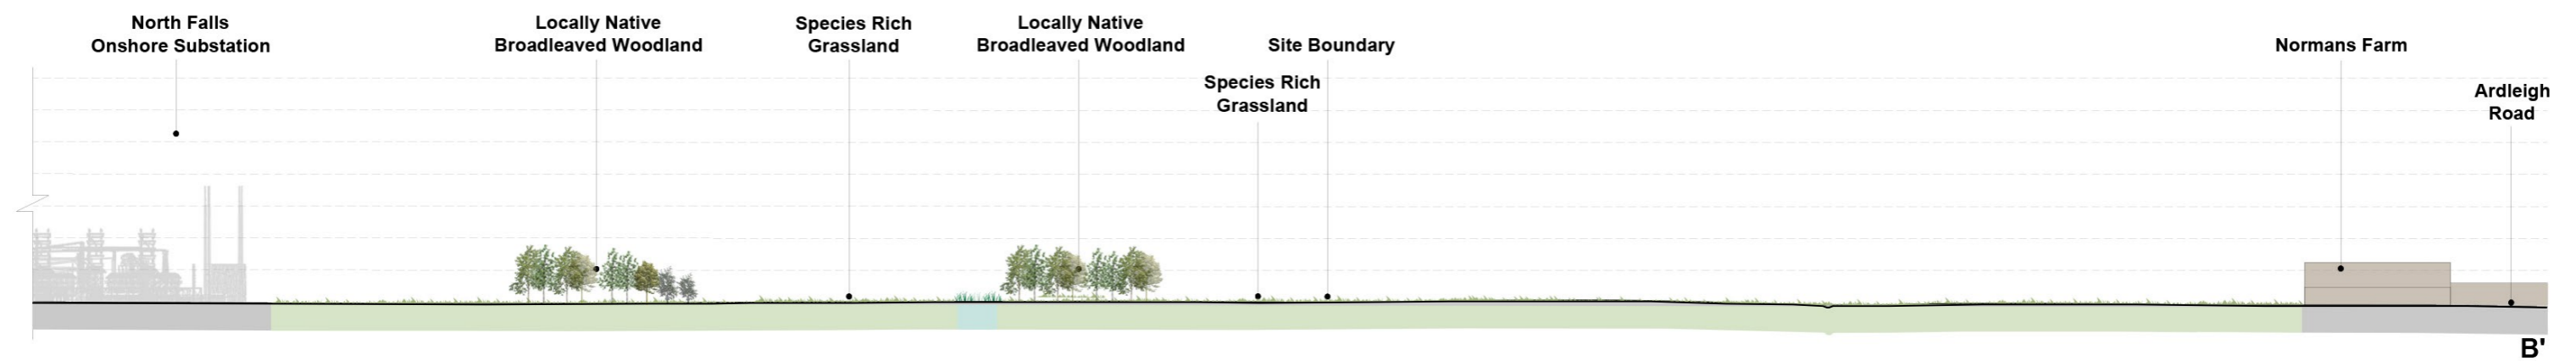 North Falls
Onshore Substation
Locally Native
Broadleaved Woodland
Species Rich
Grassland
Locally Native
Broadleaved Woodland
Species Rich
Grassland
Site Boundary
Normans Farm
Ardleigh
Road
B'